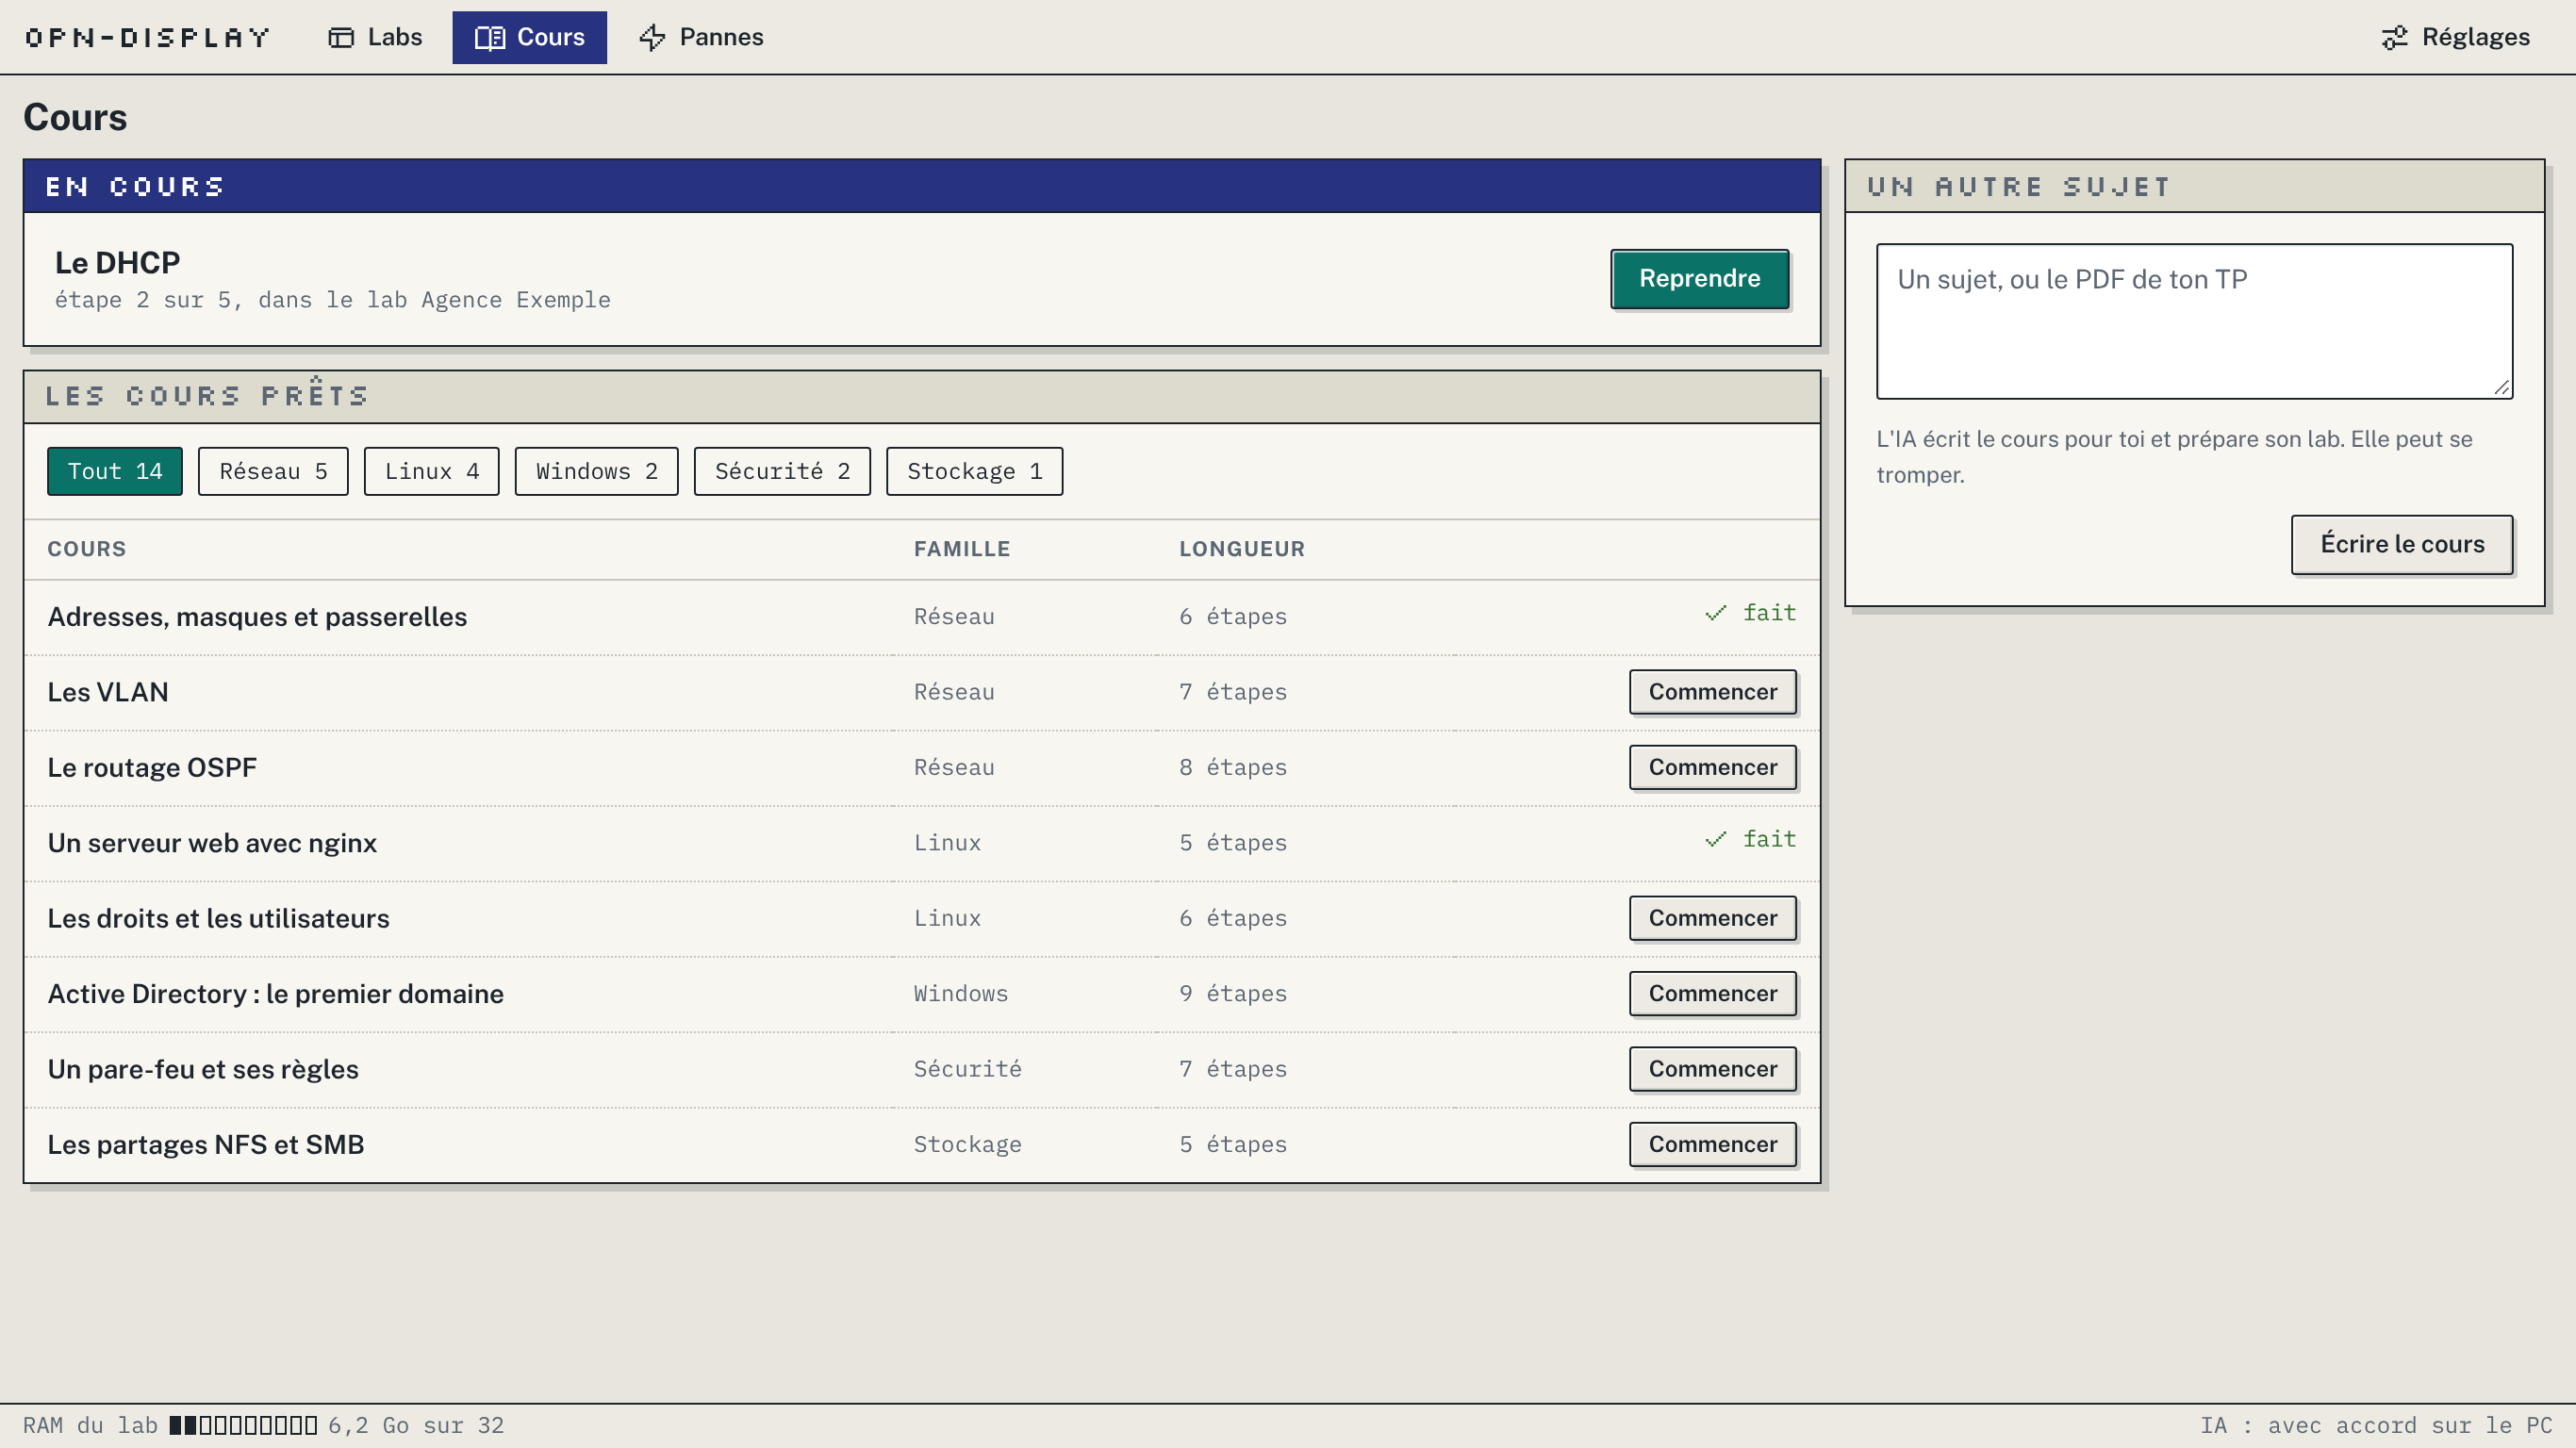 OPN-DISPLAY
Labs
Cours
Pannes
Réglages
Cours
EN COURS
Le DHCP
étape 2 sur 5, dans le lab Agence Exemple
Reprendre
LES COURS PRÊTS
Tout 14
Réseau 5
Linux 4
Windows 2
Sécurité 2
Stockage 1
COURS FAMILLE LONGUEUR
Adresses, masques et passerelles Réseau 6 étapes fait
Les VLAN Réseau 7 étapes Commencer
Le routage OSPF Réseau 8 étapes Commencer
Un serveur web avec nginx Linux 5 étapes fait
Les droits et les utilisateurs Linux 6 étapes Commencer
Active Directory : le premier domaine Windows 9 étapes Commencer
Un pare-feu et ses règles Sécurité 7 étapes Commencer
Les partages NFS et SMB Stockage 5 étapes Commencer
UN AUTRE SUJET
Un sujet, ou le PDF de ton TP
L'IA écrit le cours pour toi et prépare son lab. Elle peut se
tromper.
Écrire le cours
RAM du lab 6,2 Go sur 32
IA : avec accord sur le PC